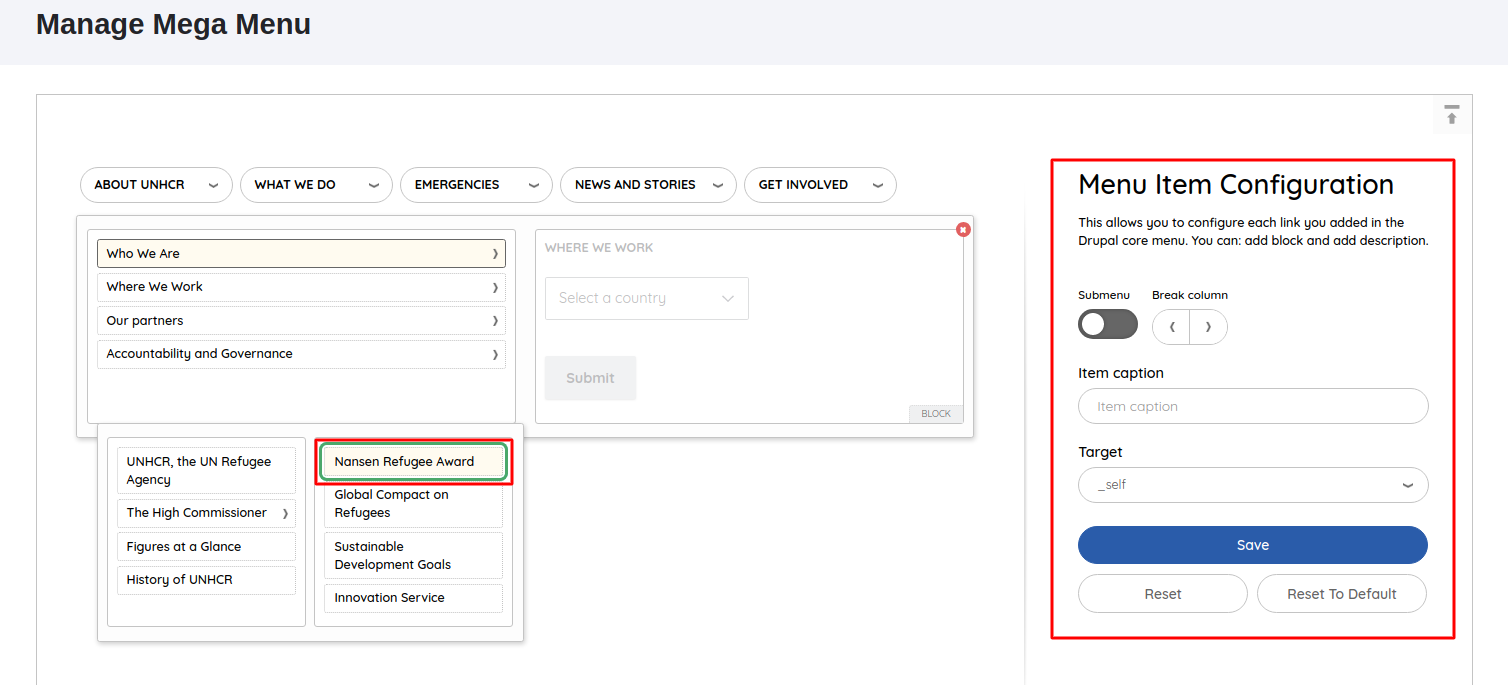 Manage Mega Menu
ABOUT UNHCR
WHAT WE DO
EMERGENCIES
NEWS AND STORIES
GET INVOLVED
Who We Are
Where We Work
Our partners
Accountability and Governance
WHERE WE WORK
Select a country
Submit
BLOCK
UNHCR, the UN Refugee
Agency
The High Commissioner
Figures at a Glance
History of UNHCR
Nansen Refugee Award
Global Compact on
Refugees
Sustainable
Development Goals
Innovation Service
Menu Item Configuration
This allows you to configure each link you added in the
Drupal core menu. You can: add block and add description.
Submenu
Break column
Item caption
Item caption
Target
_self
Save
Reset
Reset To Default